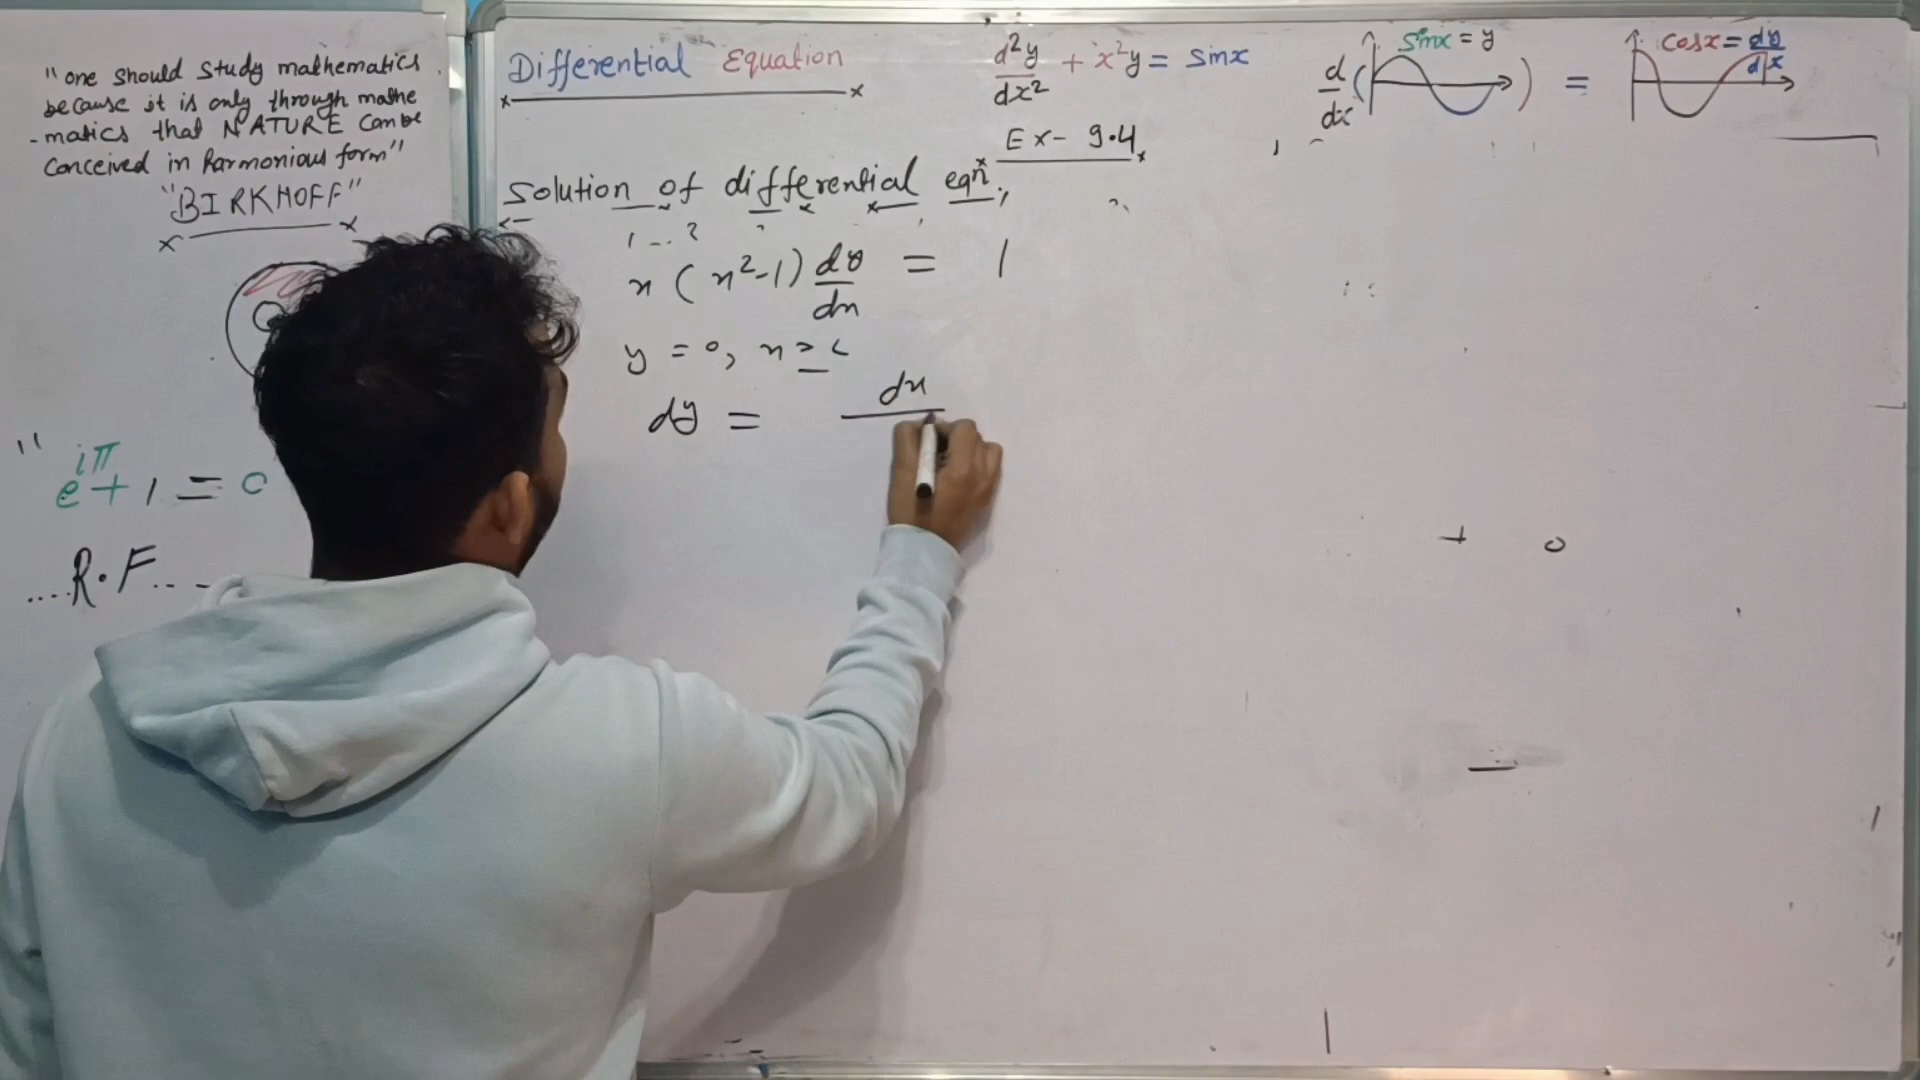 "one should study mathematics
because it is only through mathe
-matics that NATURE can be
conceived in harmonious form"
"BIRKHOFF"
e^{iπ} + 1 = 0
....R.F....
Differential Equation
d²y/dx² + x²y = sinx
d/dx ( sinx = y ) = cosx = dy/dx
Ex - 9.4
Solution of differential eqⁿ.
x (x²-1) dy/dx = 1
y = 0, x = 2
dy = dx
+ 0